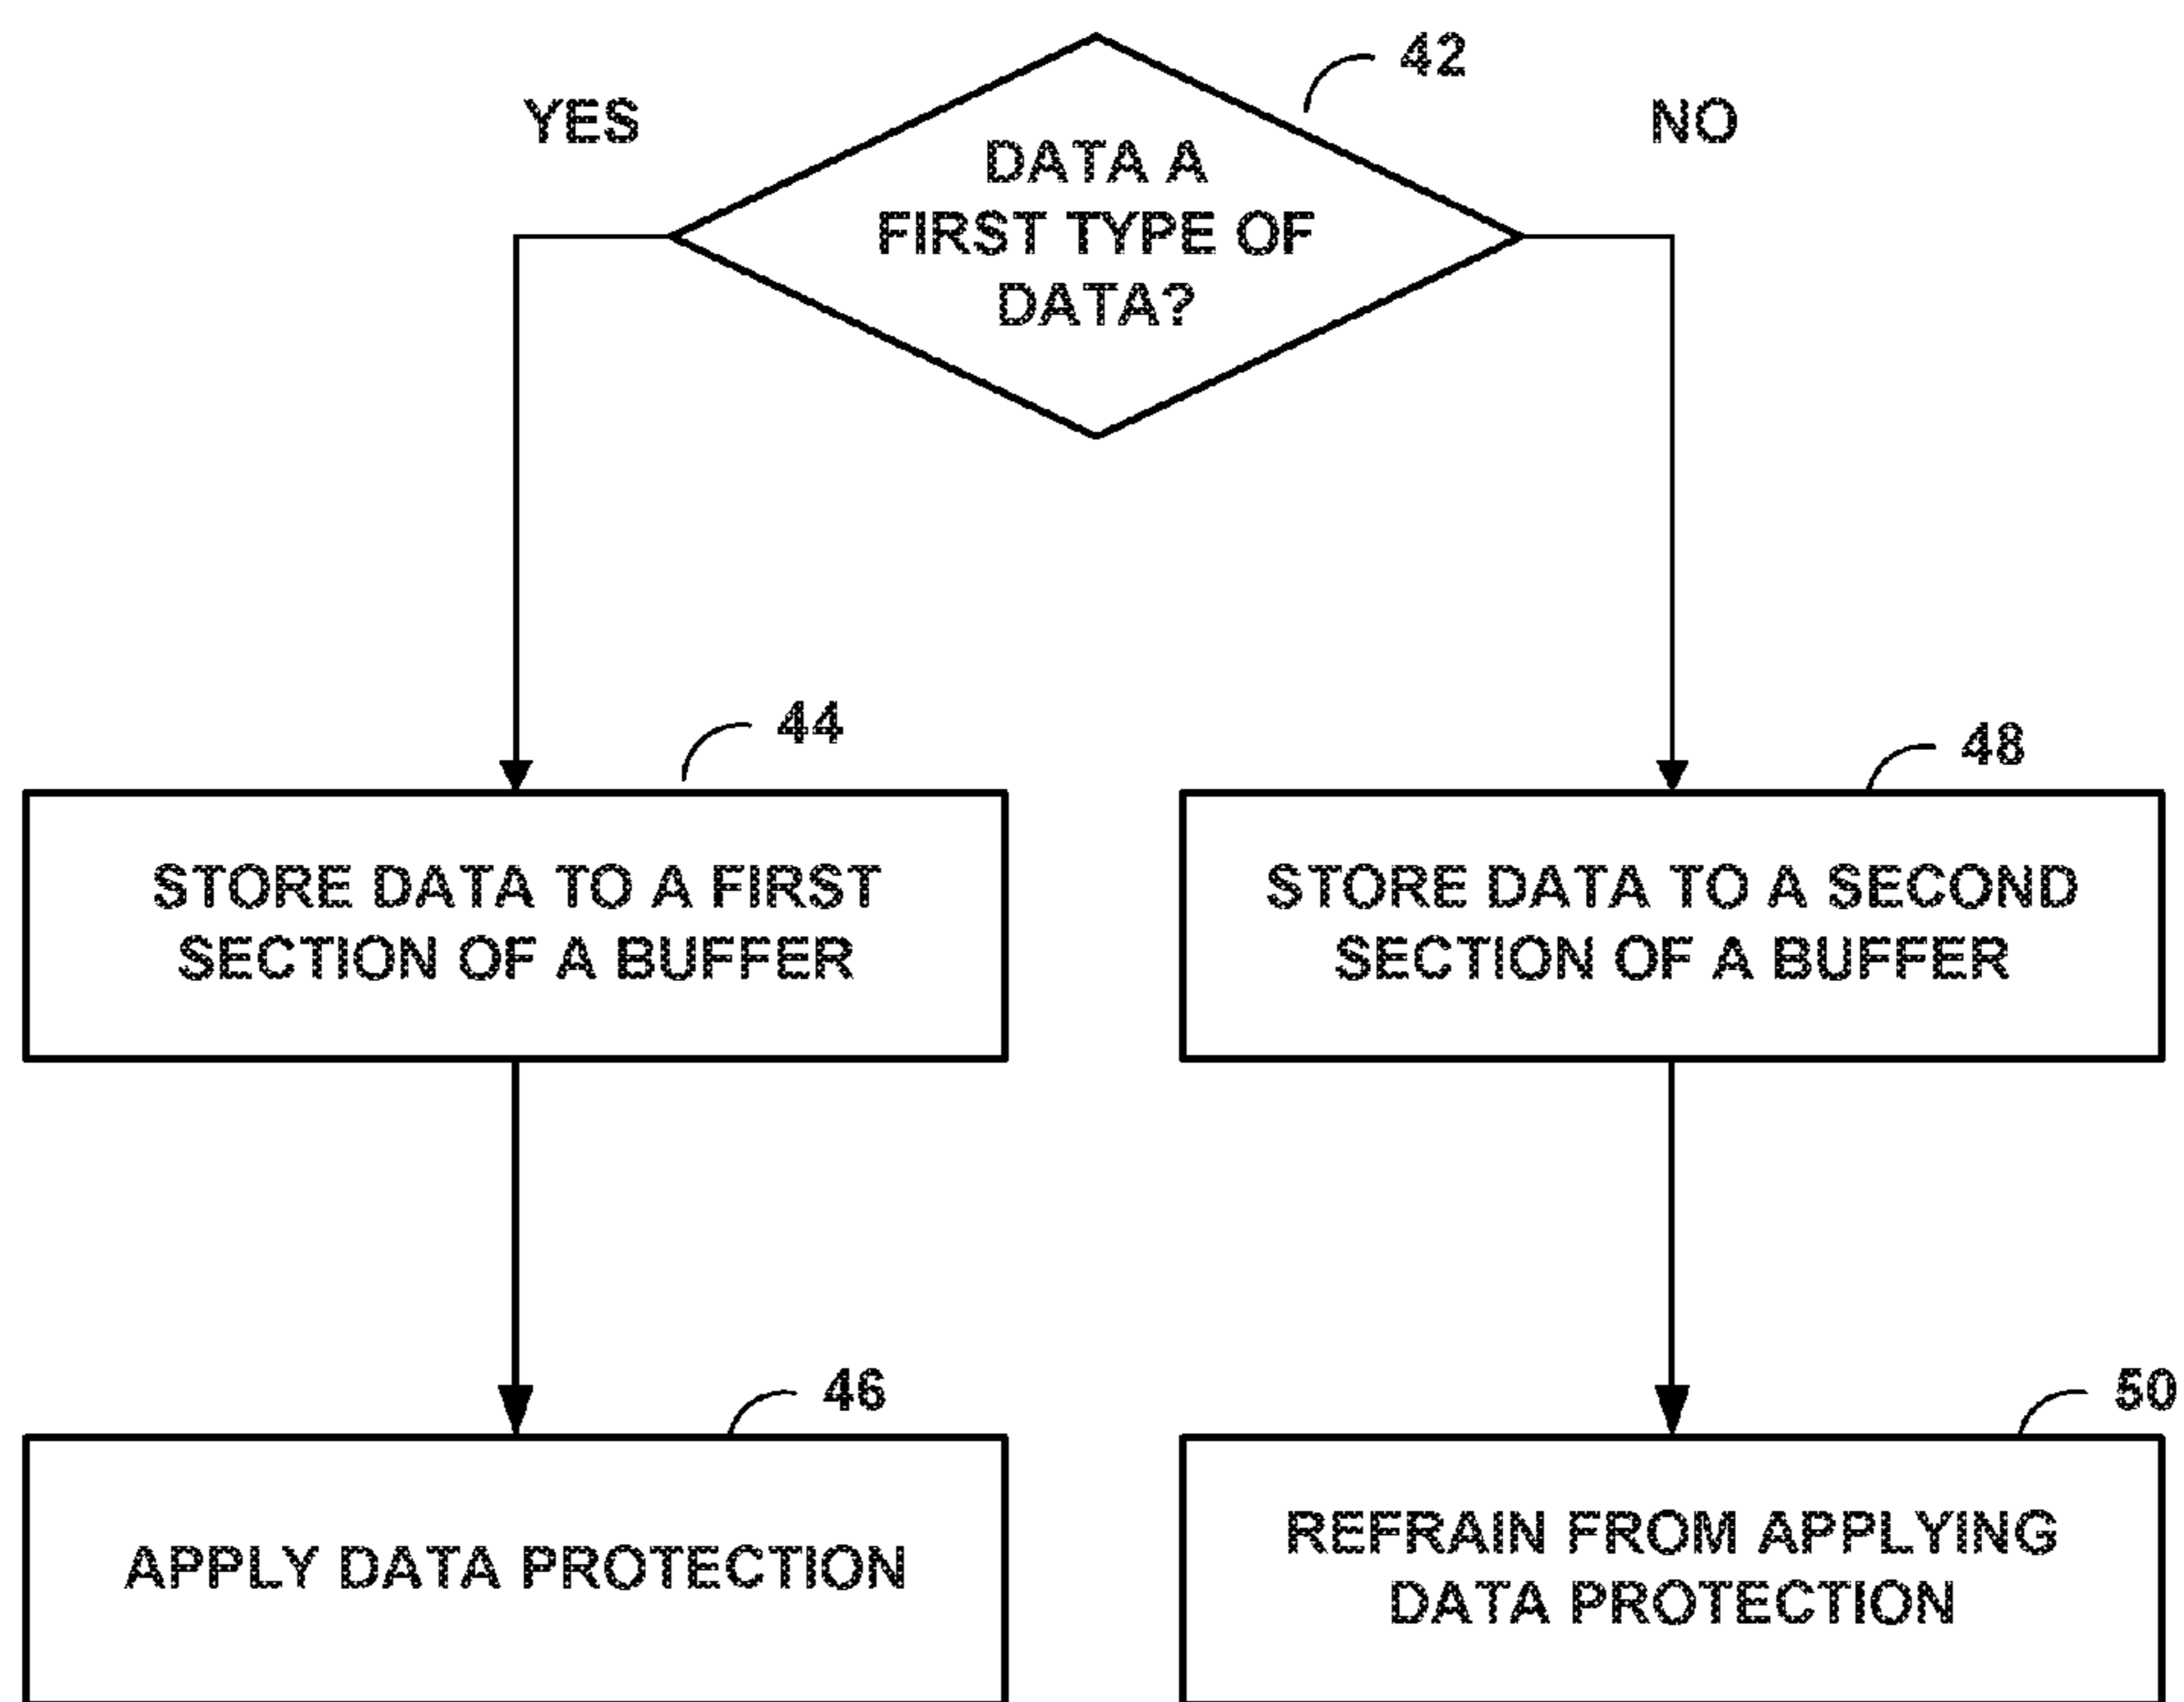 42
YES
NO
DATA A
FIRST TYPE OF
DATA?
44
48
STORE DATA TO A FIRST
SECTION OF A BUFFER
STORE DATA TO A SECOND
SECTION OF A BUFFER
46
50
APPLY DATA PROTECTION
REFRAIN FROM APPLYING
DATA PROTECTION